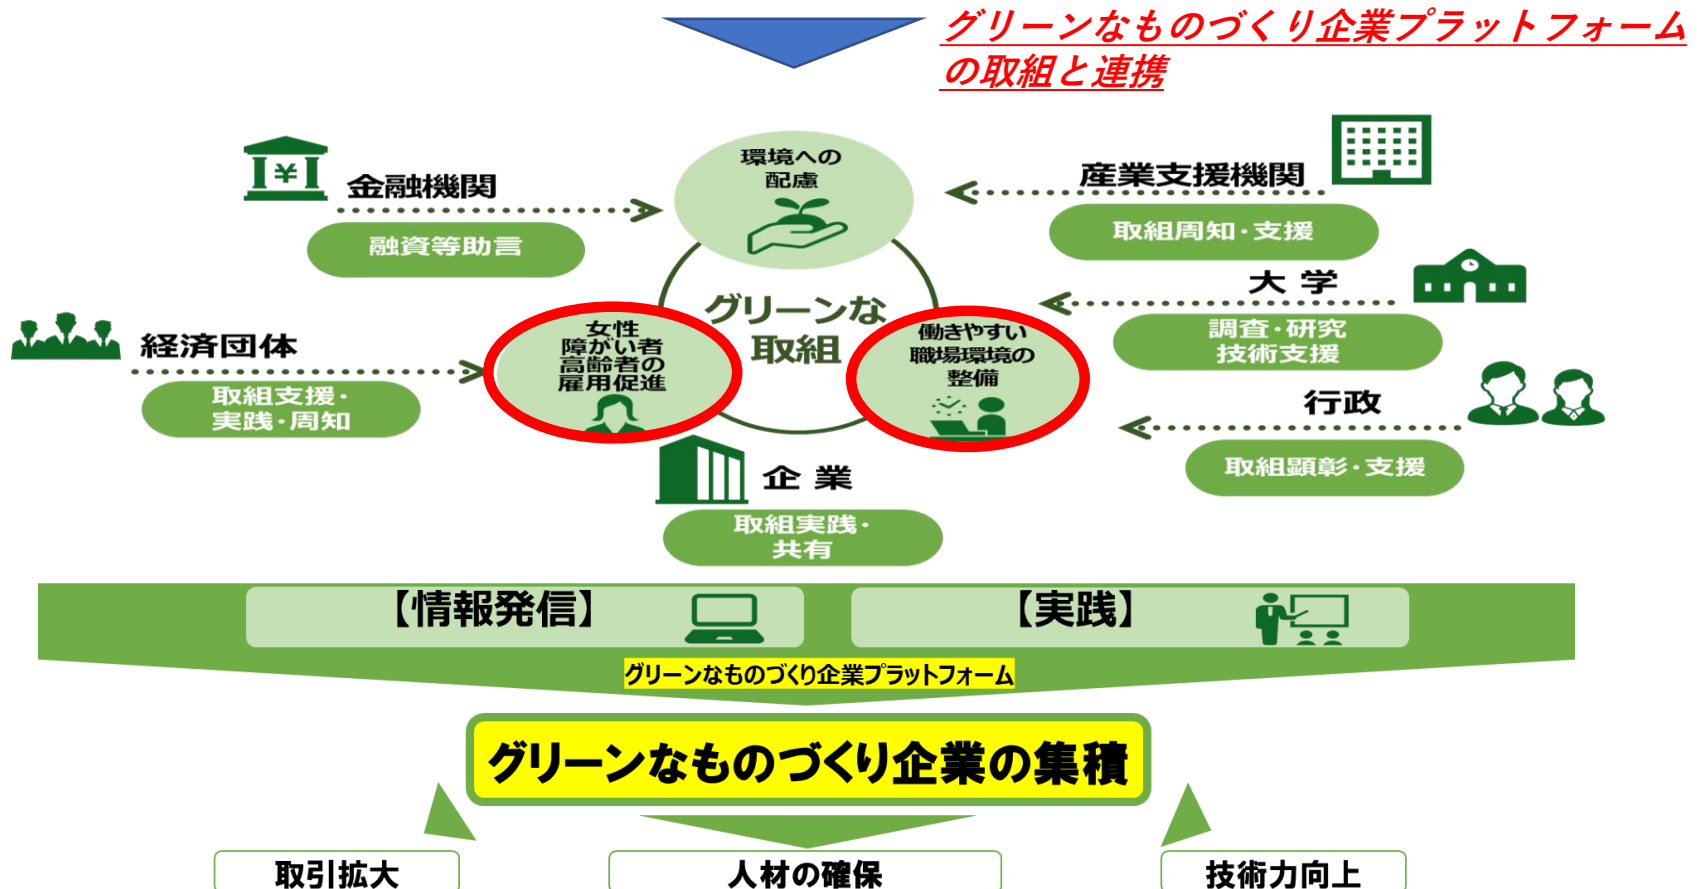 グリーンなものづくり企業プラットフォーム
の取組と連携
環境への
配慮
金融機関
融資等助言
産業支援機関
取組周知・支援
大学
調査・研究
技術支援
経済団体
取組支援・
実践・周知
女性
障がい者
高齢者の
雇用促進
グリーンな
取組
働きやすい
職場環境の
整備
行政
取組顕彰・支援
企業
取組実践・
共有
【情報発信】
【実践】
グリーンなものづくり企業プラットフォーム
グリーンなものづくり企業の集積
取引拡大
人材の確保
技術力向上
¥